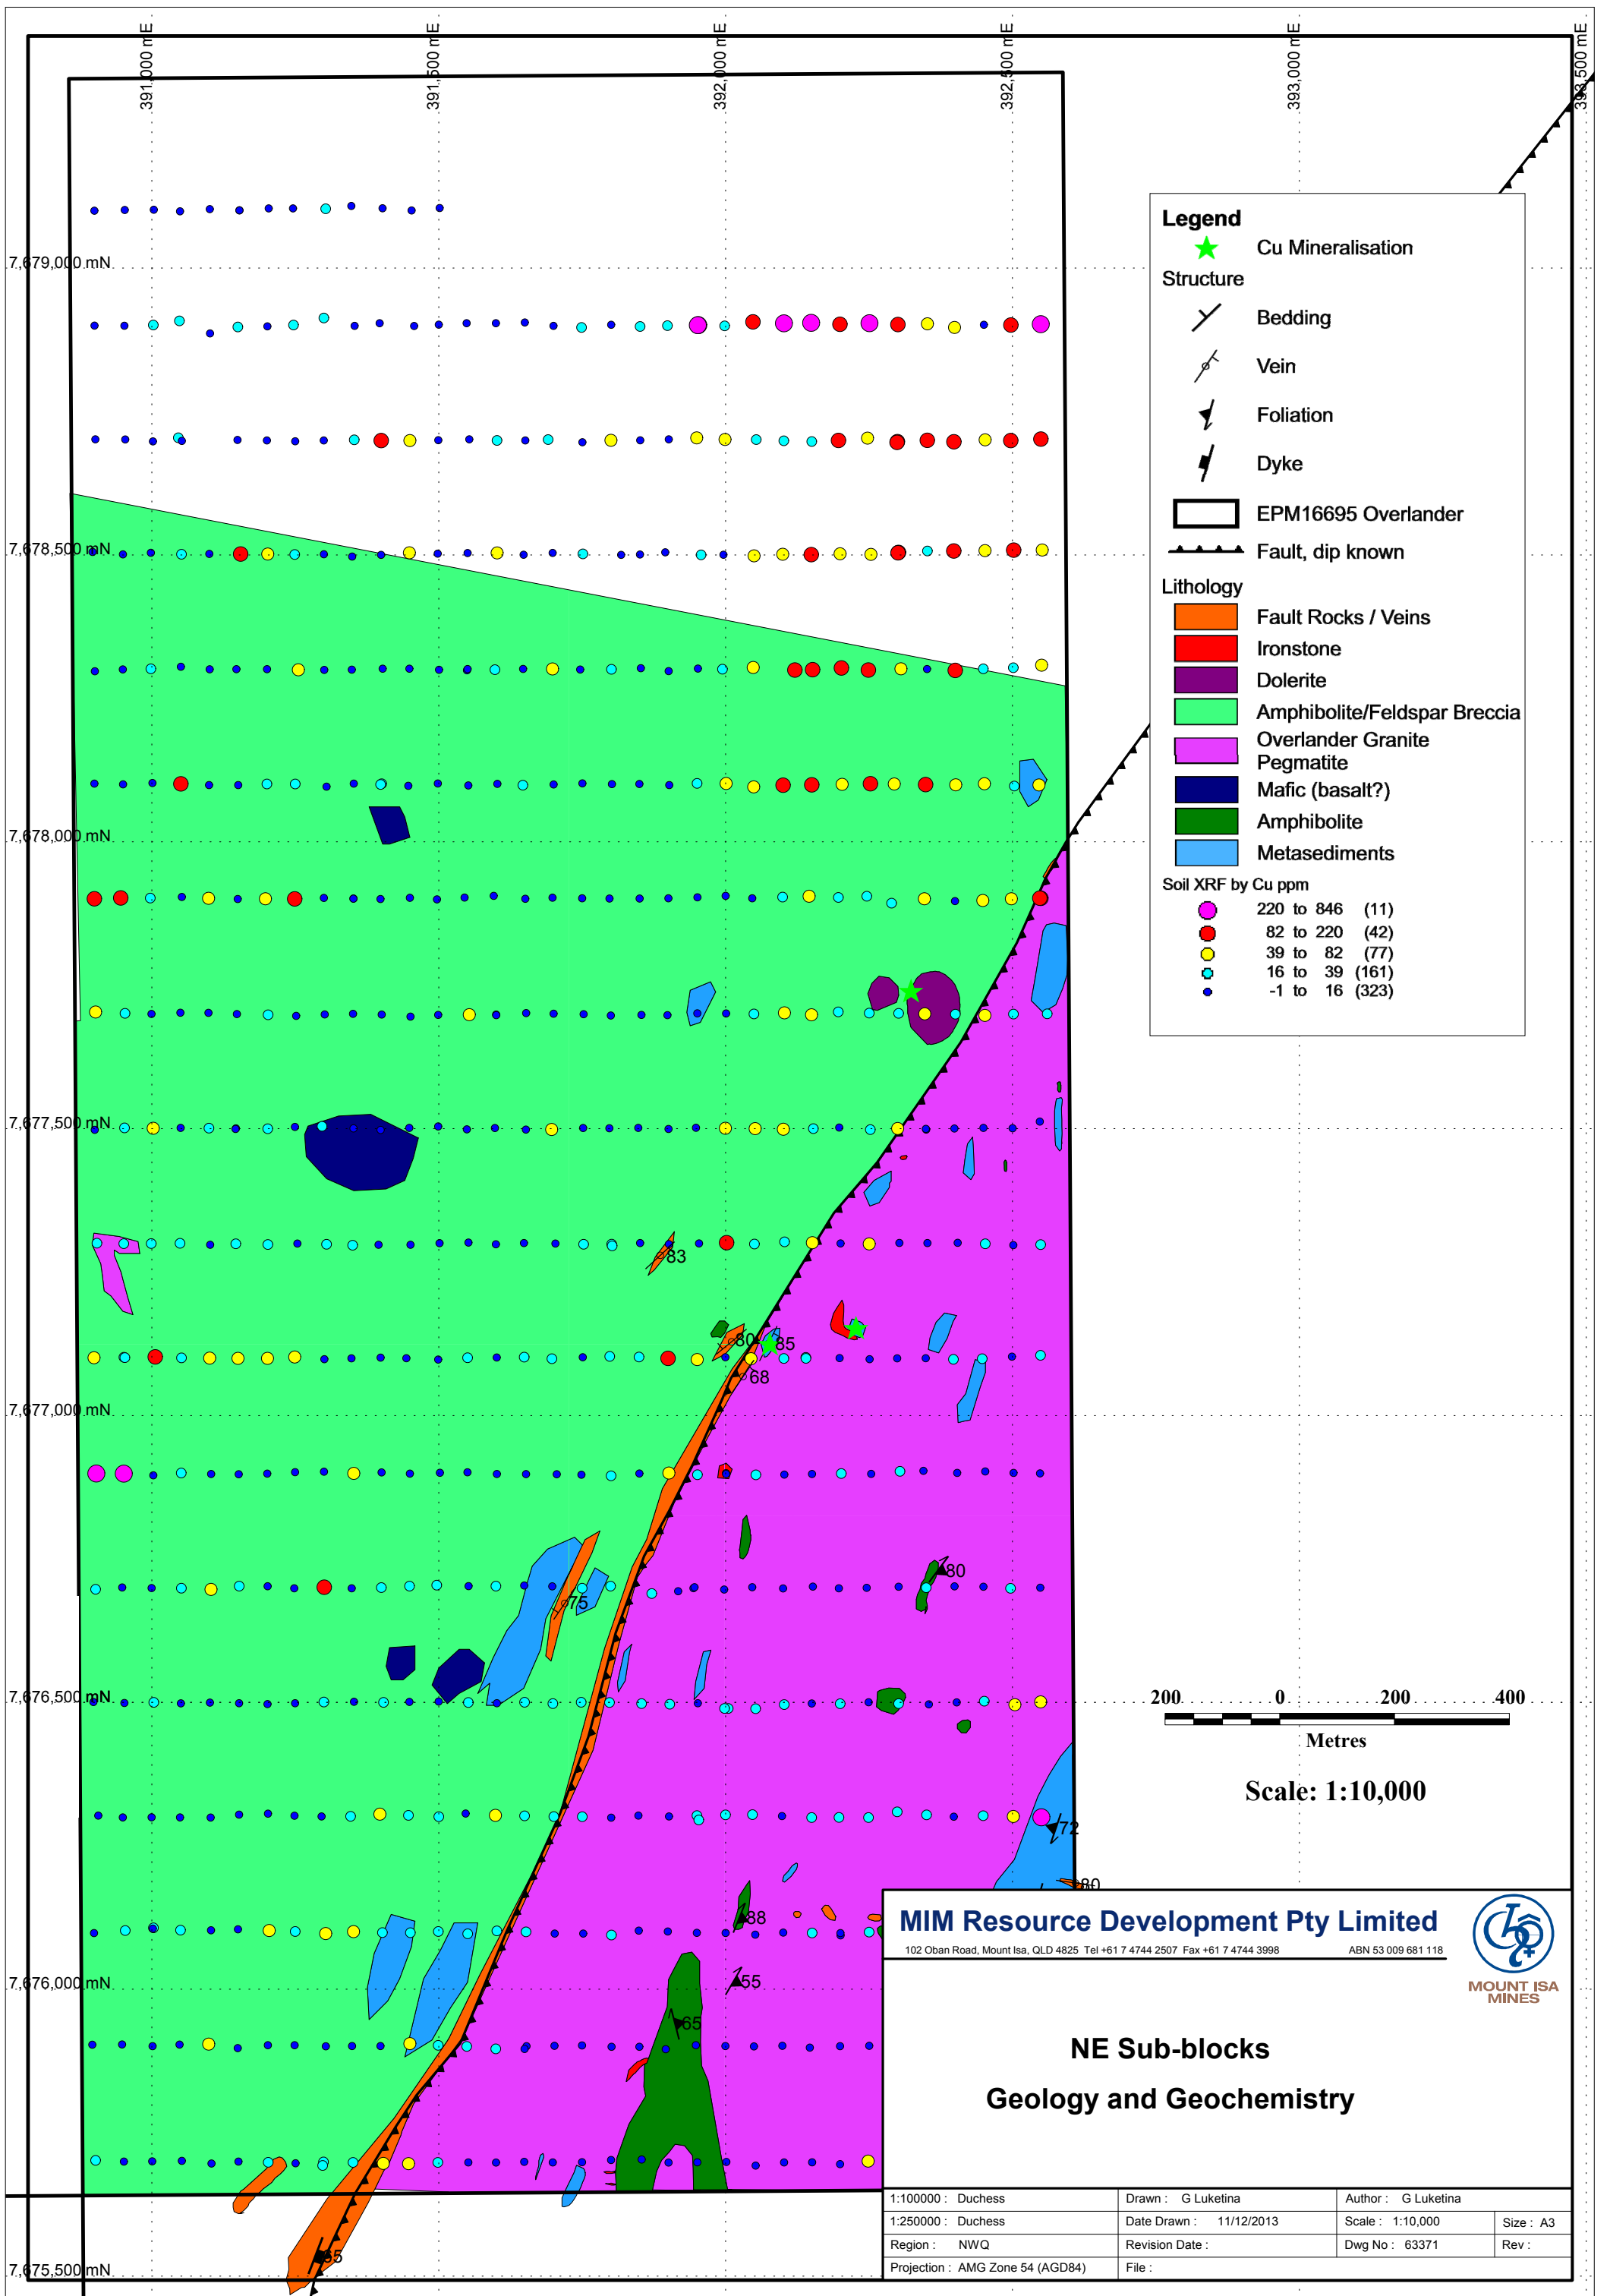 391,000 mE
391,500 mE
392,000 mE
392,500 mE
393,000 mE
393,500 mE
7,679,000 mN
7,678,500 mN
7,678,000 mN
7,677,500 mN
7,677,000 mN
7,676,500 mN
7,676,000 mN
7,675,500 mN
Legend
Cu Mineralisation
Structure
Bedding
Vein
Foliation
Dyke
EPM16695 Overlander
Fault, dip known
Lithology
Fault Rocks / Veins
Ironstone
Dolerite
Amphibolite/Feldspar Breccia
Overlander Granite
Pegmatite
Mafic (basalt?)
Amphibolite
Metasediments
Soil XRF by Cu ppm
220 to 846 (11)
82 to 220 (42)
39 to 82 (77)
16 to 39 (161)
-1 to 16 (323)
83
80
85
68
80
75
72
80
88
55
65
65
200 0 200 400
Metres
Scale: 1:10,000
MIM Resource Development Pty Limited
102 Oban Road, Mount Isa, QLD 4825 Tel +61 7 4744 2507 Fax +61 7 4744 3998 ABN 53 009 681 118
MOUNT ISA
MINES
NE Sub-blocks
Geology and Geochemistry
1:100000 : Duchess Drawn : G Luketina Author : G Luketina
1:250000 : Duchess Date Drawn : 11/12/2013 Scale : 1:10,000 Size : A3
Region : NWQ Revision Date : Dwg No : 63371 Rev :
Projection : AMG Zone 54 (AGD84) File :